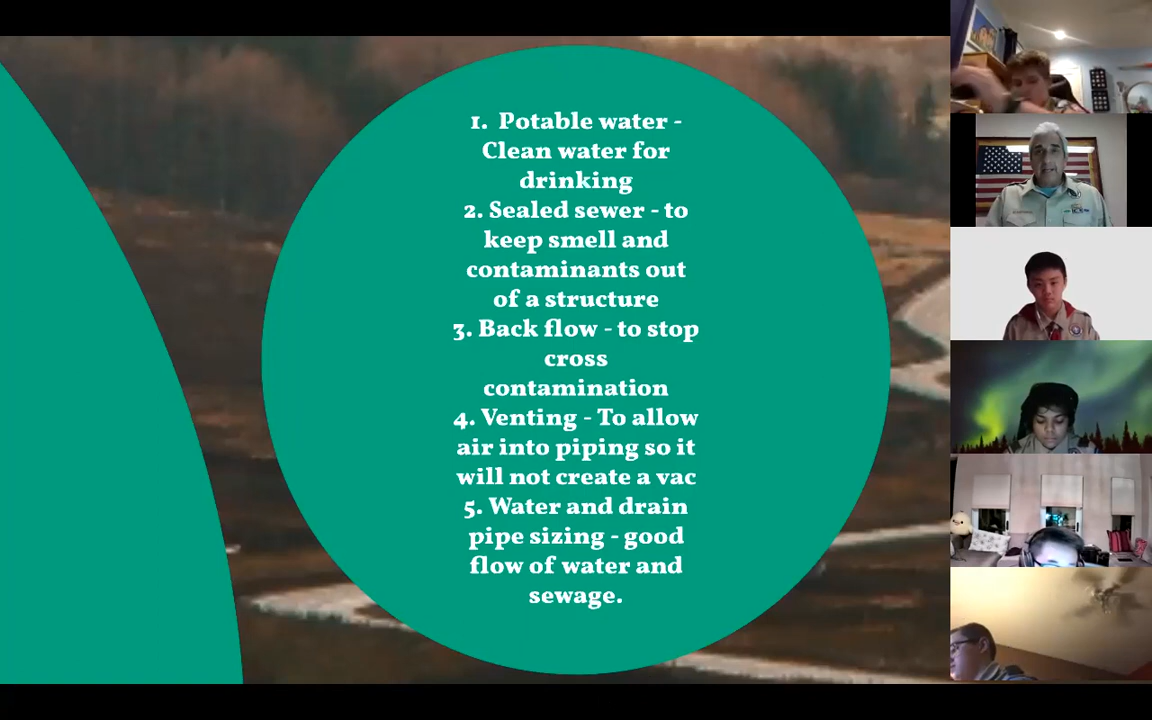 1. Potable water -
Clean water for
drinking
2. Sealed sewer - to
keep smell and
contaminants out
of a structure
3. Back flow - to stop
cross
contamination
4. Venting - To allow
air into piping so it
will not create a vac
5. Water and drain
pipe sizing - good
flow of water and
sewage.